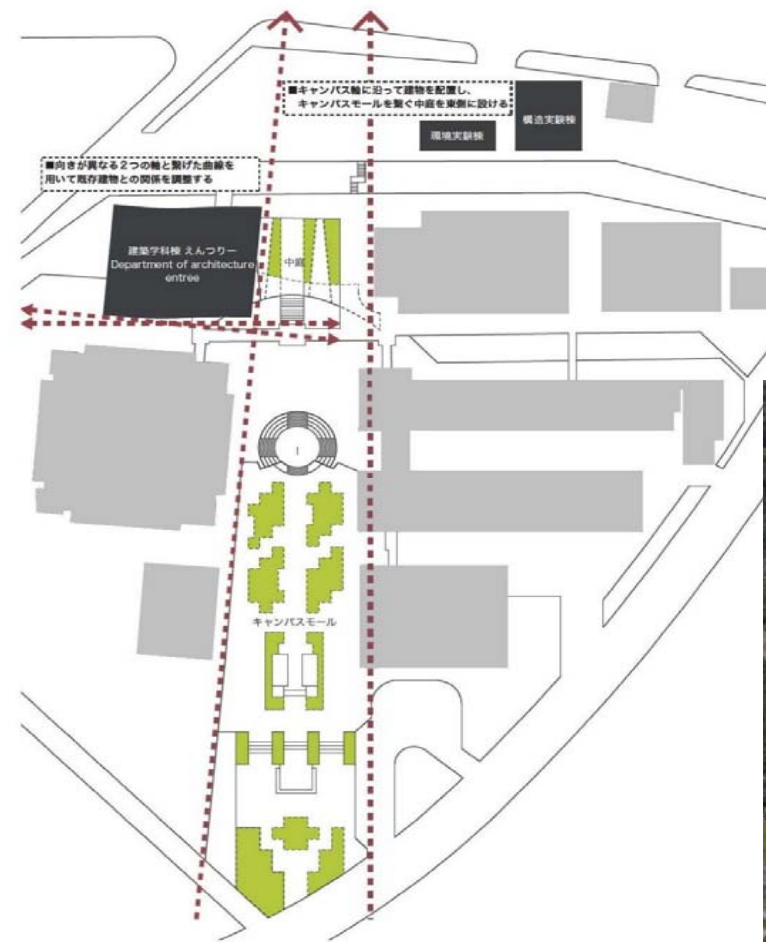 ■キャンパス軸に沿って建物を配置し、
キャンパスモールを繋ぐ中庭を東側に設ける
構造実験棟
環境実験棟
■向きが異なる2つの軸と繋げた曲線を
用いて既存建物との関係を調整する
建築学科棟 えんつりー
Department of architecture
entrée
中庭
キャンパスモール